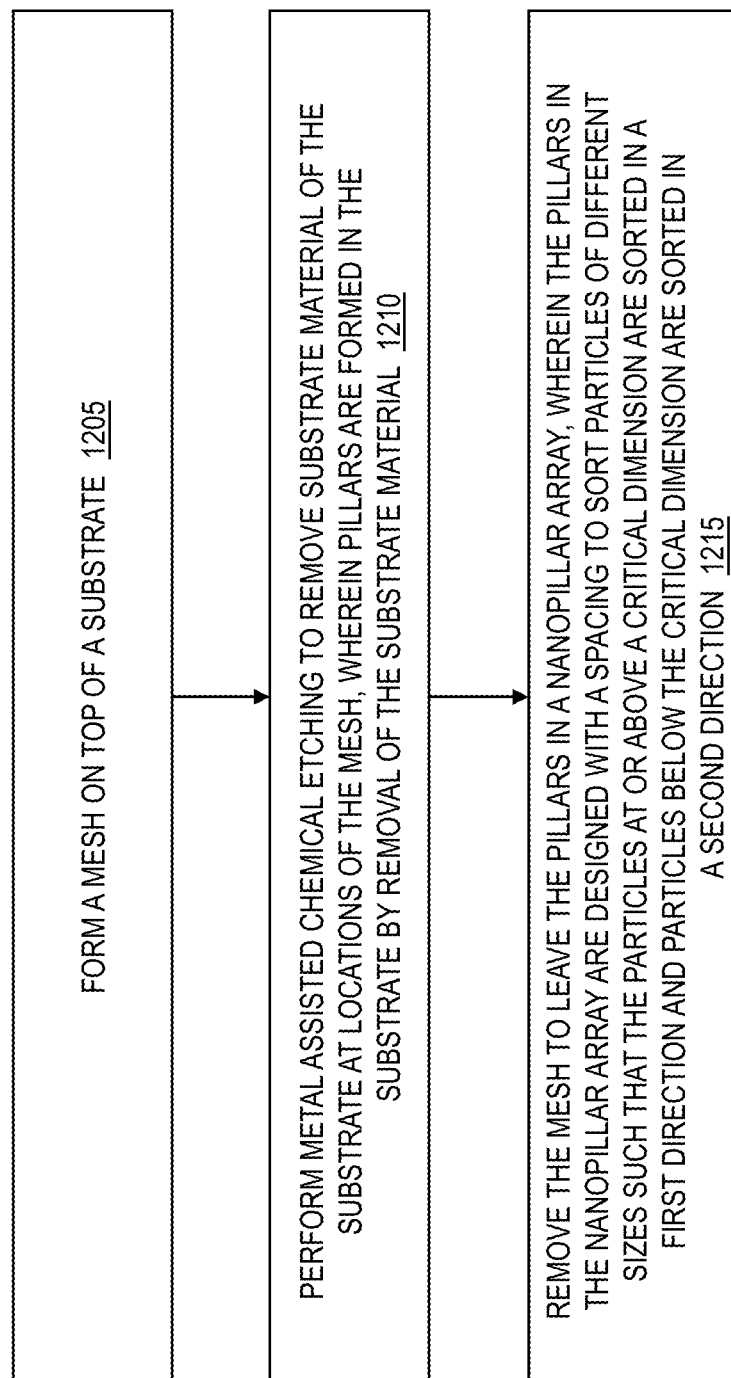 FORM A MESH ON TOP OF A SUBSTRATE 1205
PERFORM METAL ASSISTED CHEMICAL ETCHING TO REMOVE SUBSTRATE MATERIAL OF THE
SUBSTRATE AT LOCATIONS OF THE MESH, WHEREIN PILLARS ARE FORMED IN THE
SUBSTRATE BY REMOVAL OF THE SUBSTRATE MATERIAL 1210
REMOVE THE MESH TO LEAVE THE PILLARS IN A NANOPILLAR ARRAY, WHEREIN THE PILLARS IN
THE NANOPILLAR ARRAY ARE DESIGNED WITH A SPACING TO SORT PARTICLES OF DIFFERENT
SIZES SUCH THAT THE PARTICLES AT OR ABOVE A CRITICAL DIMENSION ARE SORTED IN A
FIRST DIRECTION AND PARTICLES BELOW THE CRITICAL DIMENSION ARE SORTED IN
A SECOND DIRECTION 1215